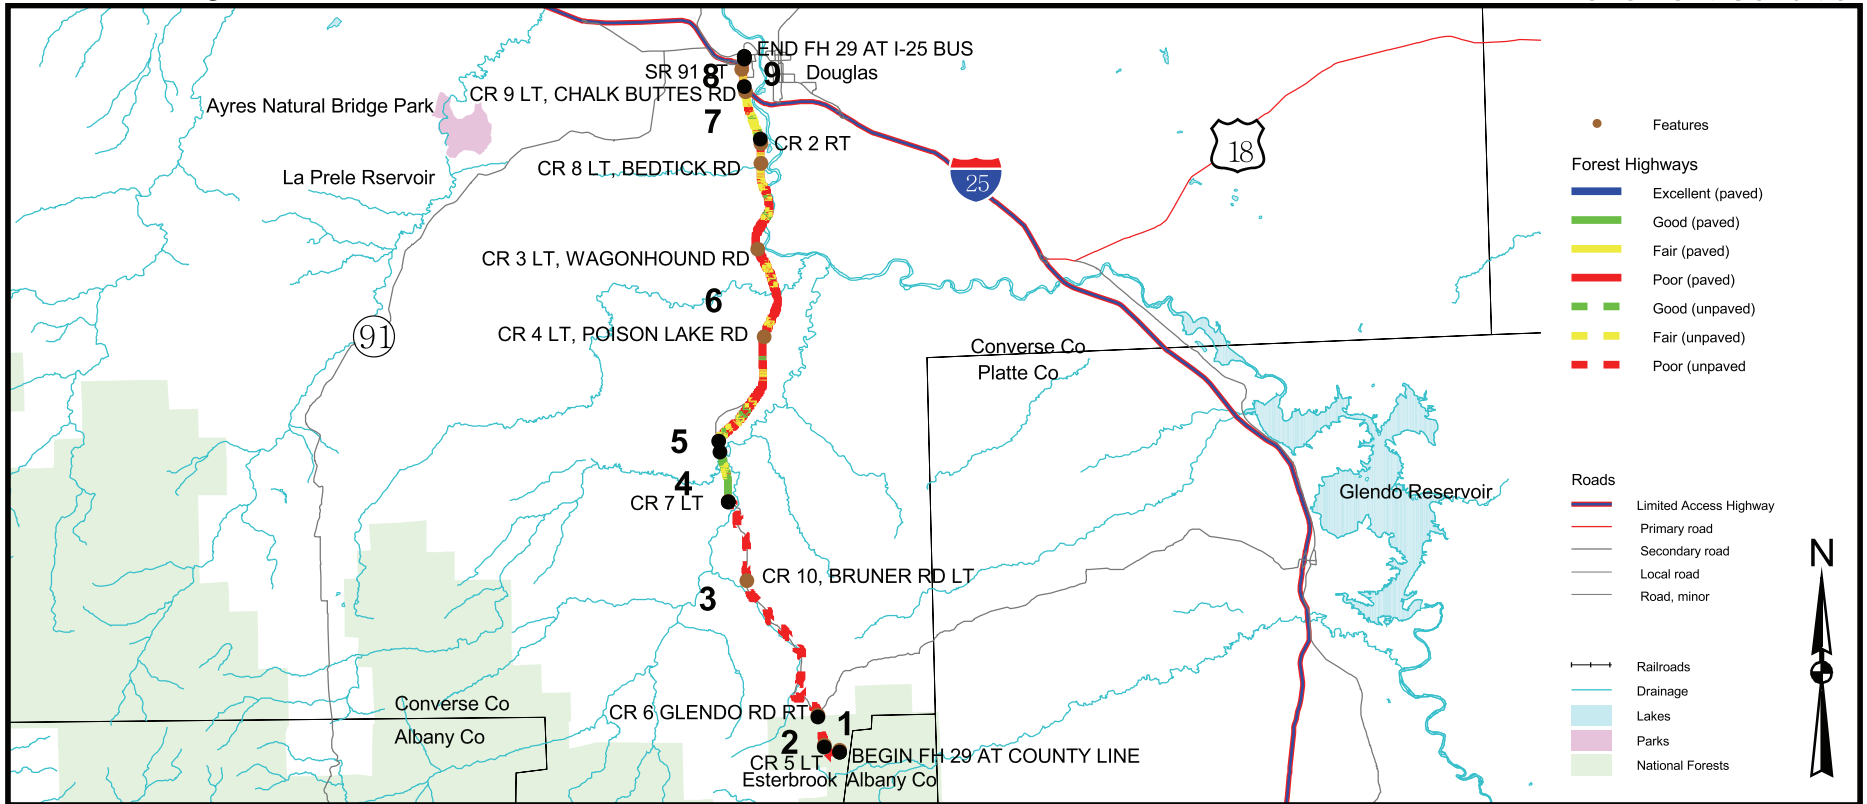 END FH 29 AT I-25 BUS
SR 91 LT
8
9
Douglas
CR 9 LT, CHALK BUTTES RD
Ayres Natural Bridge Park
7
CR 2 RT
CR 8 LT, BEDTICK RD
La Prele Rservoir
25
18
CR 3 LT, WAGONHOUND RD
6
CR 4 LT, POISON LAKE RD
91
Converse Co
Platte Co
5
4
CR 7 LT
Glendo Reservoir
CR 10, BRUNER RD LT
3
Converse Co
Albany Co
CR 6 GLENDO RD RT
1
2
BEGIN FH 29 AT COUNTY LINE
CR 5 LT
Esterbrook
Albany Co
Features
Forest Highways
Excellent (paved)
Good (paved)
Fair (paved)
Poor (paved)
Good (unpaved)
Fair (unpaved)
Poor (unpaved
Roads
Limited Access Highway
Primary road
Secondary road
Local road
Road, minor
Railroads
Drainage
Lakes
Parks
National Forests
N